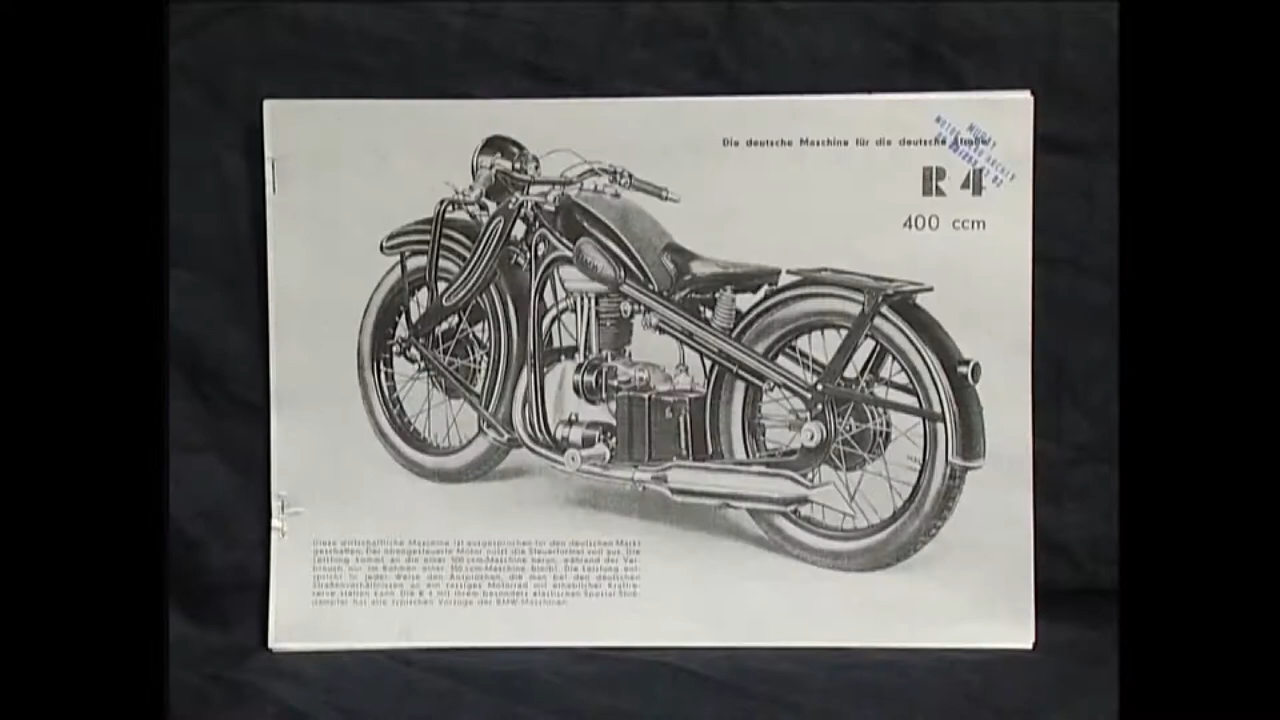 Die deutsche Maschine für die deutsche Straße
R 4
400 ccm
BMW
Diese wirtschaftliche Maschine ist ausgesprochen für den deutschen Markt
geschaffen. Der obengesteuerte Motor nutzt die Steuerformel voll aus. Die
Leistung kommt an die einer 500 ccm-Maschine heran, während der Ver-
brauch nur im Rahmen einer 350 ccm-Maschine bleibt. Die Leistung ent-
spricht in jeder Weise den Ansprüchen, die man bei den deutschen
Straßenverhältnissen an ein rassiges Motorrad mit erheblicher Kraftre-
serve stellen kann. Die R 4 mit ihrem besonders elastischen Spezial-Stoß-
dämpfer hat alle typischen Vorzüge der BMW-Maschinen.